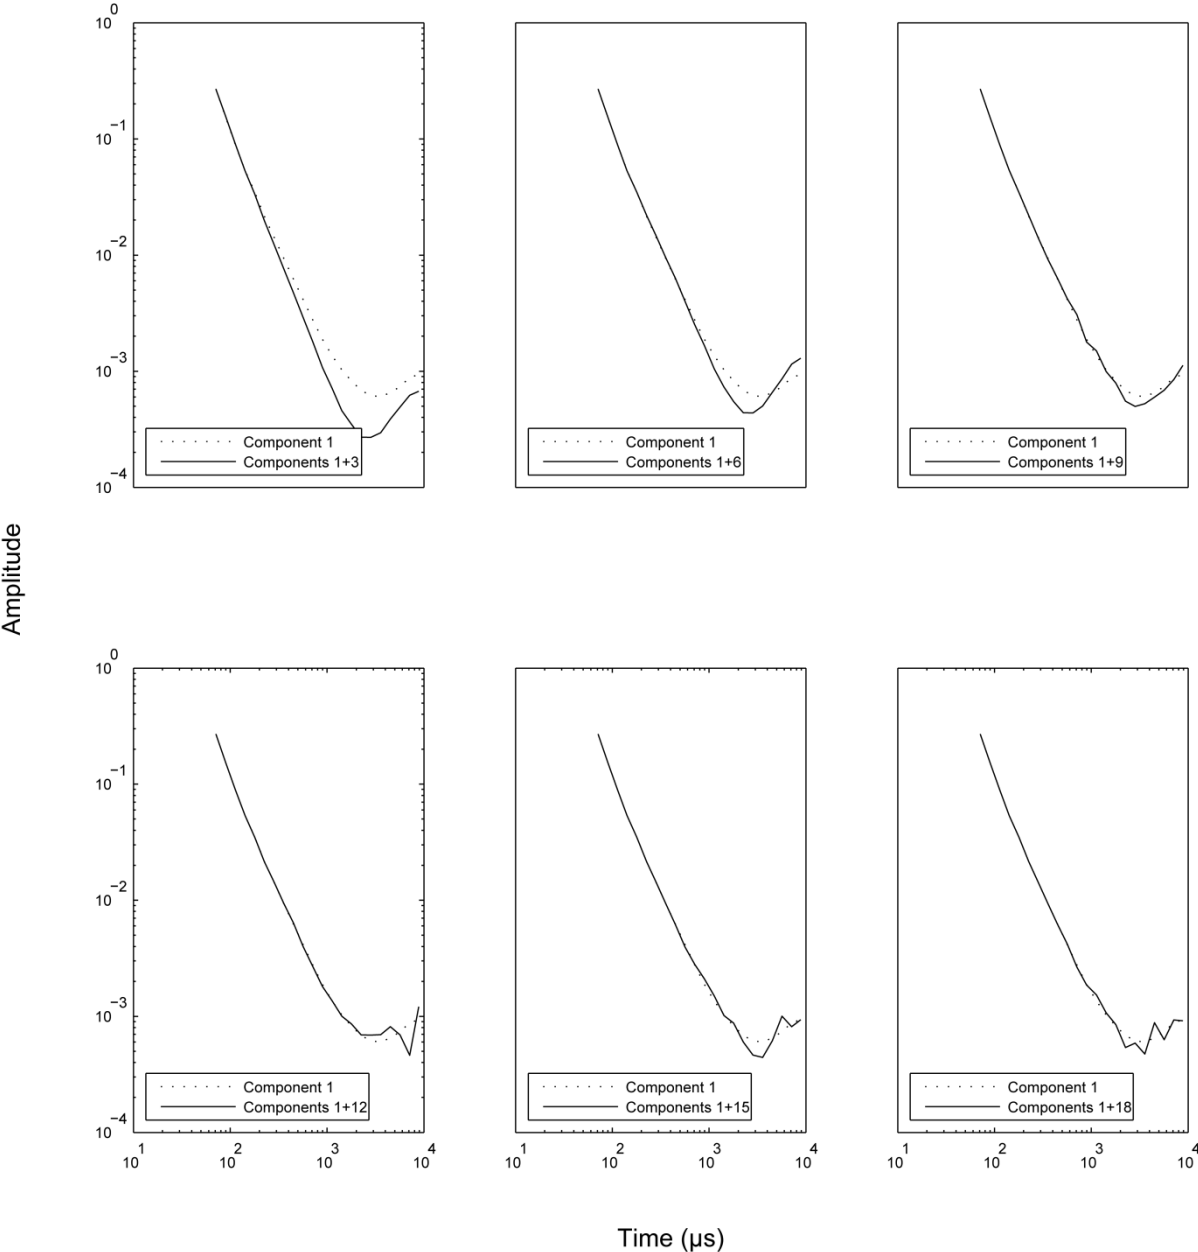 10 0
10 −1
10 −2
10 −3
10 −4
Component 1
Components 1+3
Component 1
Components 1+6
Component 1
Components 1+9
Amplitude
10 0
10 −1
10 −2
10 −3
10 −4
Component 1
Components 1+12
Component 1
Components 1+15
Component 1
Components 1+18
10 1 10 2 10 3 10 4
10 1 10 2 10 3 10 4
10 1 10 2 10 3 10 4
Time (μs)